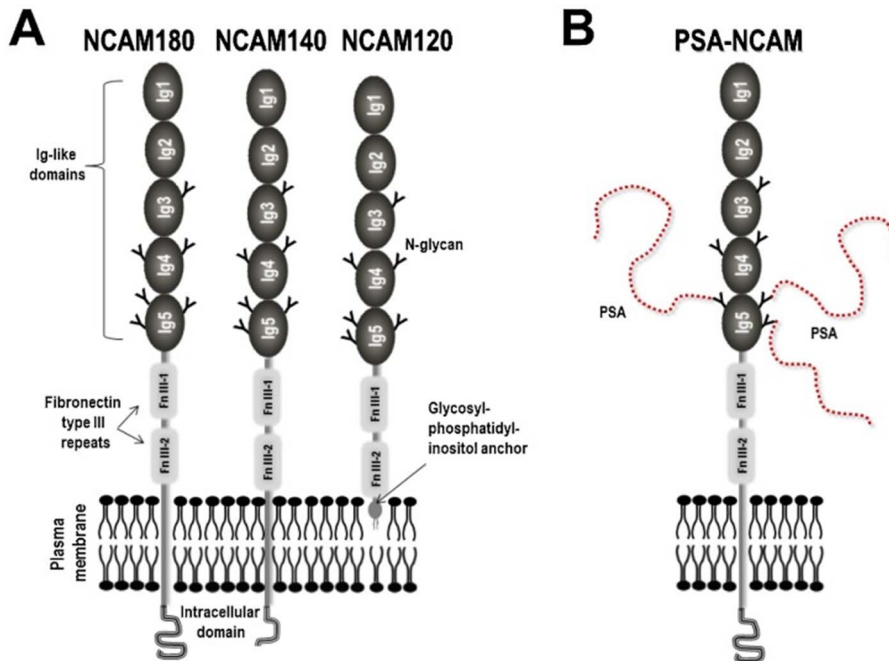 A
NCAM180
NCAM140
NCAM120
Ig-like
domains
Ig1
Ig2
Ig3
Ig4
Ig5
Fn III-1
Fn III-2
Ig1
Ig2
Ig3
Ig4
Ig5
Fn III-1
Fn III-2
Ig1
Ig2
Ig3
Ig4
Ig5
Fn III-1
Fn III-2
N-glycan
Fibronectin
type III
repeats
Glycosyl-
phosphatidyl-
inositol anchor
Plasma
membrane
Intracellular
domain
B
PSA-NCAM
Ig1
Ig2
Ig3
Ig4
Ig5
Fn III-1
Fn III-2
PSA
PSA